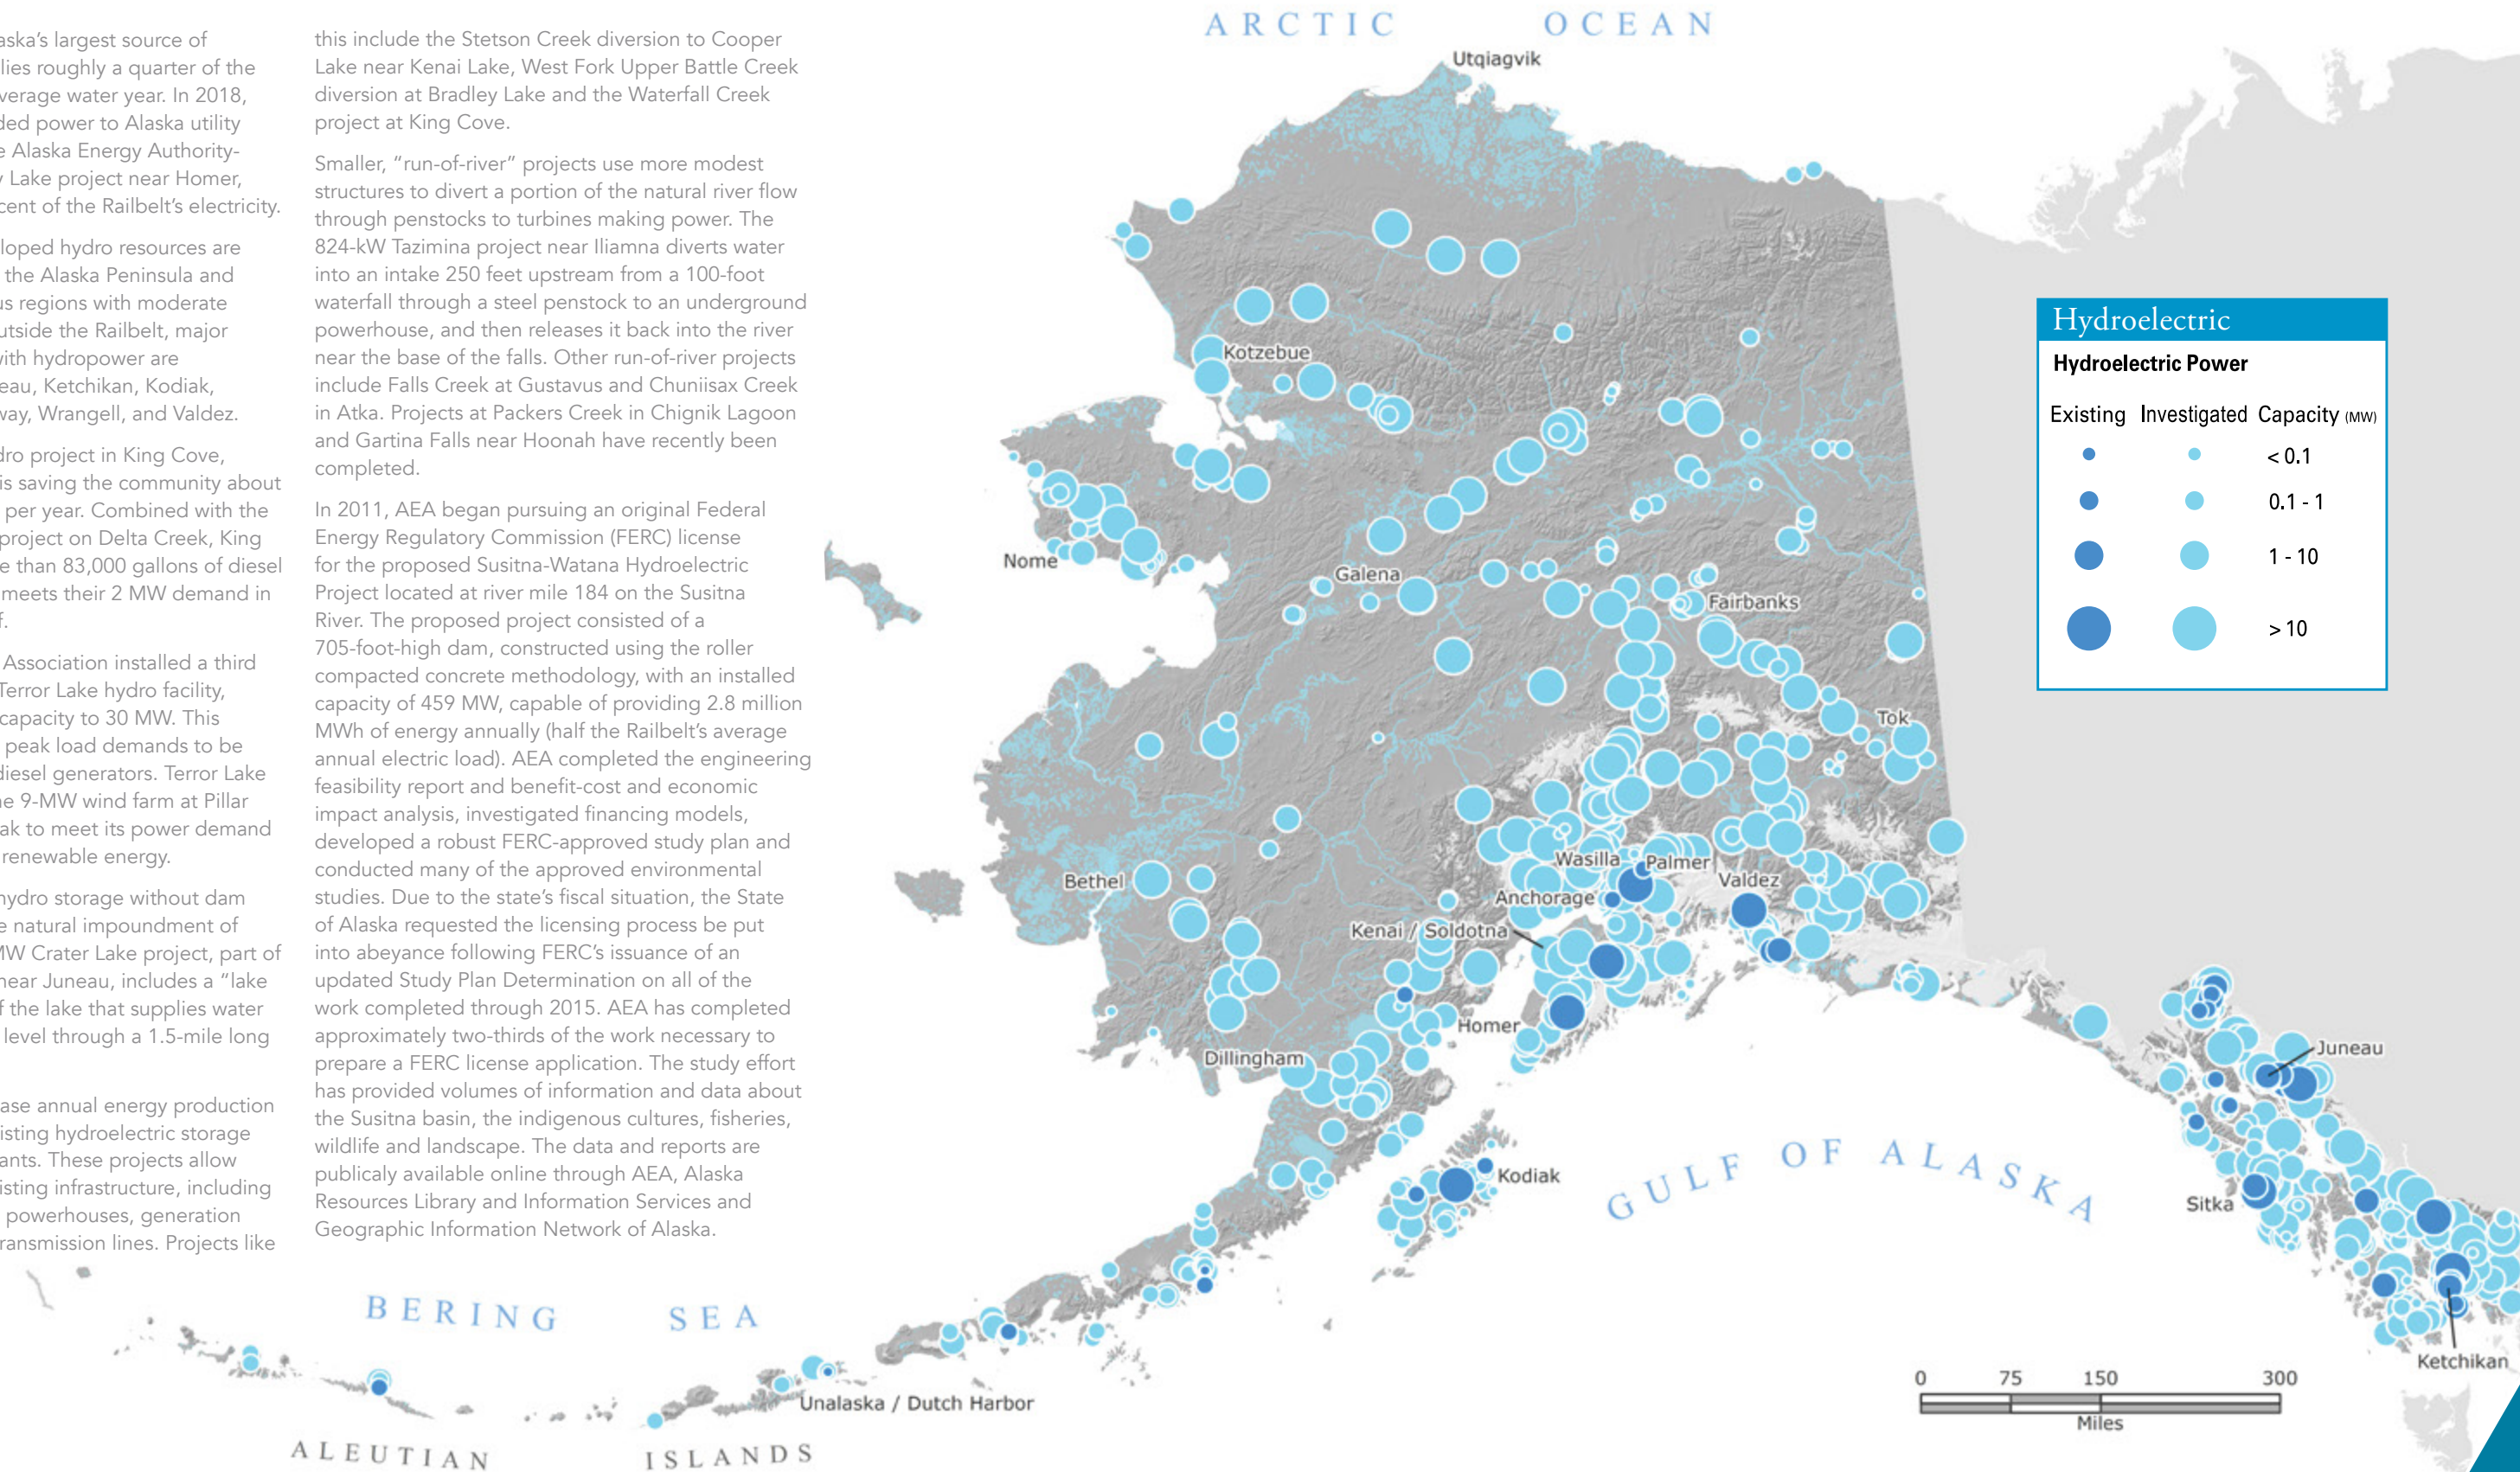 aska's largest source of
lies roughly a quarter of the
verage water year. In 2018,
ded power to Alaska utility
e Alaska Energy Authority-
y Lake project near Homer,
cent of the Railbelt's electricity.
loped hydro resources are
the Alaska Peninsula and
us regions with moderate
utside the Railbelt, major
with hydropower are
eau, Ketchikan, Kodiak,
way, Wrangell, and Valdez.
dro project in King Cove,
is saving the community about
per year. Combined with the
project on Delta Creek, King
e than 83,000 gallons of diesel
meets their 2 MW demand in
f.
Association installed a third
Terror Lake hydro facility,
capacity to 30 MW. This
peak load demands to be
diesel generators. Terror Lake
ne 9-MW wind farm at Pillar
ak to meet its power demand
renewable energy.
hydro storage without dam
e natural impoundment of
MW Crater Lake project, part of
near Juneau, includes a "lake
f the lake that supplies water
level through a 1.5-mile long
ase annual energy production
isting hydroelectric storage
ants. These projects allow
isting infrastructure, including
powerhouses, generation
ransmission lines. Projects like
this include the Stetson Creek diversion to Cooper
Lake near Kenai Lake, West Fork Upper Battle Creek
diversion at Bradley Lake and the Waterfall Creek
project at King Cove.
Smaller, “run-of-river” projects use more modest
structures to divert a portion of the natural river flow
through penstocks to turbines making power. The
824-kW Tazimina project near Iliamna diverts water
into an intake 250 feet upstream from a 100-foot
waterfall through a steel penstock to an underground
powerhouse, and then releases it back into the river
near the base of the falls. Other run-of-river projects
include Falls Creek at Gustavus and Chuniisax Creek
in Atka. Projects at Packers Creek in Chignik Lagoon
and Gartina Falls near Hoonah have recently been
completed.
In 2011, AEA began pursuing an original Federal
Energy Regulatory Commission (FERC) license
for the proposed Susitna-Watana Hydroelectric
Project located at river mile 184 on the Susitna
River. The proposed project consisted of a
705-foot-high dam, constructed using the roller
compacted concrete methodology, with an installed
capacity of 459 MW, capable of providing 2.8 million
MWh of energy annually (half the Railbelt's average
annual electric load). AEA completed the engineering
feasibility report and benefit-cost and economic
impact analysis, investigated financing models,
developed a robust FERC-approved study plan and
conducted many of the approved environmental
studies. Due to the state's fiscal situation, the State
of Alaska requested the licensing process be put
into abeyance following FERC's issuance of an
updated Study Plan Determination on all of the
work completed through 2015. AEA has completed
approximately two-thirds of the work necessary to
prepare a FERC license application. The study effort
has provided volumes of information and data about
the Susitna basin, the indigenous cultures, fisheries,
wildlife and landscape. The data and reports are
publicaly available online through AEA, Alaska
Resources Library and Information Services and
Geographic Information Network of Alaska.
ARCTIC OCEAN
Utqiagvik
Kotzebue
Nome
Galena
Fairbanks
Tok
Wasilla
Palmer
Valdez
Bethel
Anchorage
Kenai / Soldotna
Homer
Dillingham
Juneau
Kodiak
GULF OF ALASKA
Sitka
Ketchikan
BERING SEA
Unalaska / Dutch Harbor
ALEUTIAN ISLANDS
Hydroelectric
Hydroelectric Power
Existing Investigated Capacity (MW)
< 0.1
0.1 - 1
1 - 10
> 10
0 75 150 300
Miles